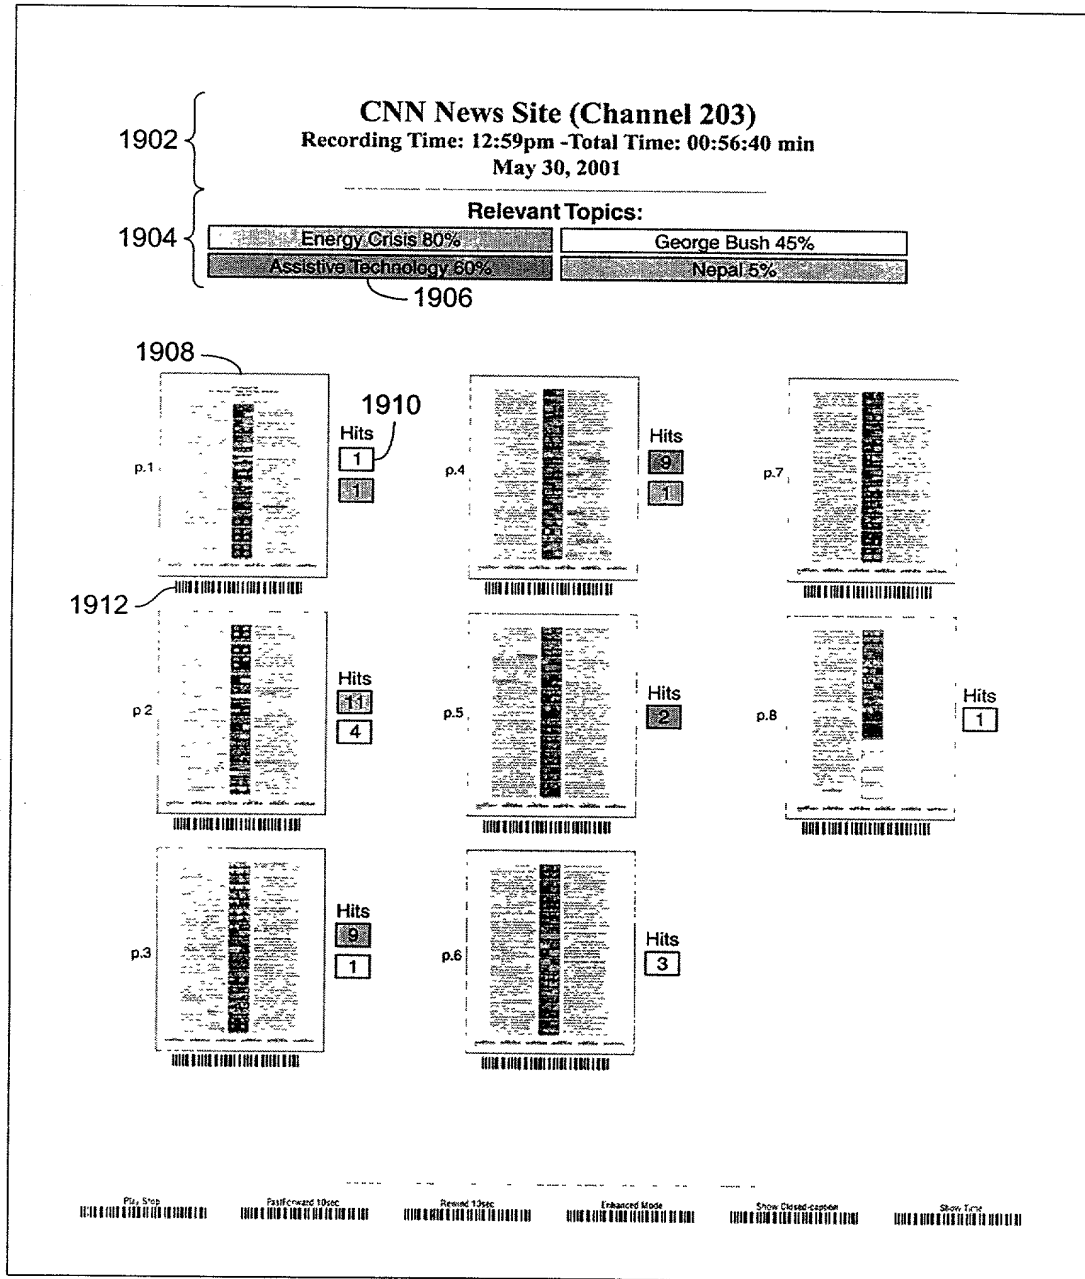 1902
CNN News Site (Channel 203)
Recording Time: 12:59pm -Total Time: 00:56:40 min
May 30, 2001
1904
Relevant Topics:
Energy Crisis 80%
George Bush 45%
Assistive Technology 60%
Nepal 5%
1906
1908
1910
p.1
Hits
1
1
1912
p.4
Hits
9
1
p.7
p 2
Hits
11
4
p.5
Hits
2
p.8
Hits
1
p.3
Hits
9
1
p.6
Hits
3
Play Stop
FastForward 10sec
Rewind 10sec
Enhanced Mode
Show Closed-caption
Show Time